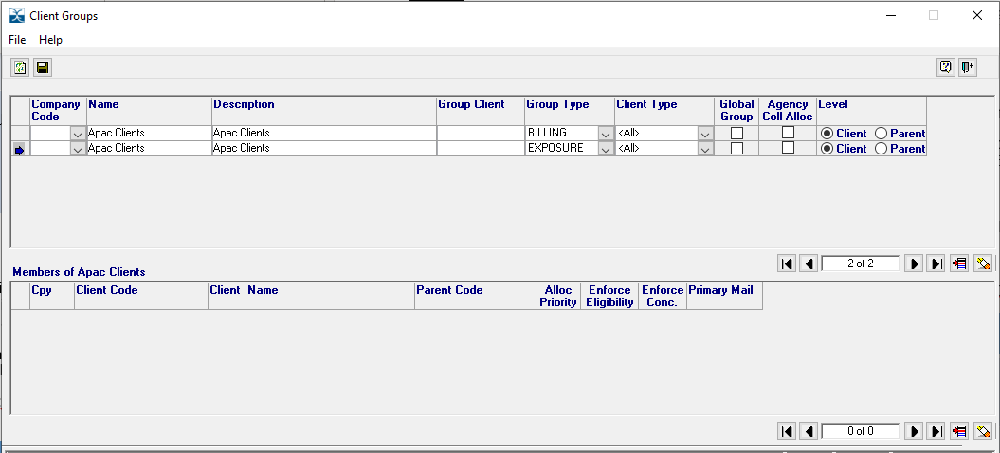 Client Groups
File Help
Company Code Name Description Group Client Group Type Client Type Global Group Agency Coll Alloc Level
Apac Clients Apac Clients BILLING <All> Client Parent
Apac Clients Apac Clients EXPOSURE <All> Client Parent
2 of 2
Members of Apac Clients
Cpy Client Code Client Name Parent Code Alloc Priority Enforce Eligibility Enforce Conc. Primary Mail
0 of 0